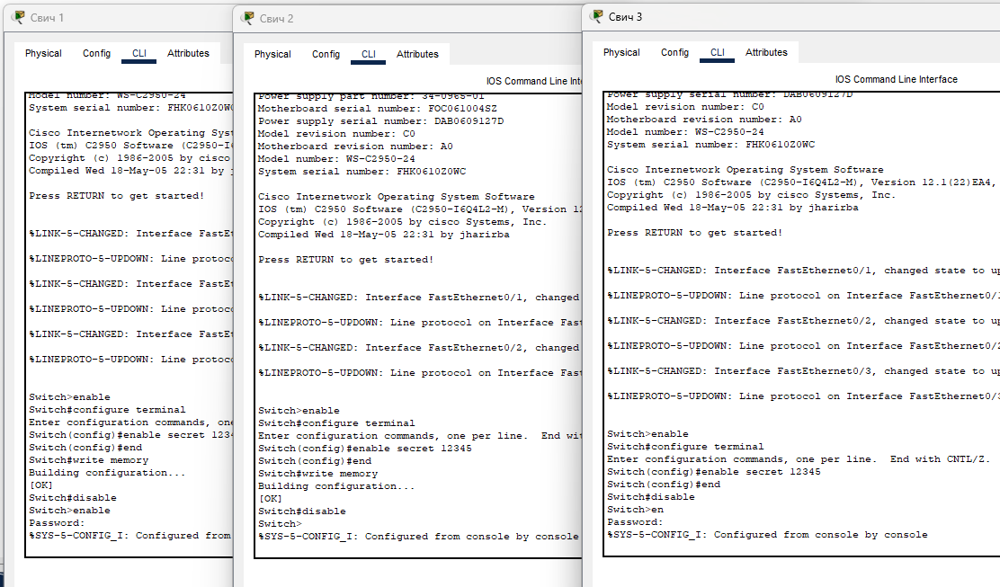 Свич 1
Physical Config CLI Attributes
Model number: WS-C2950-24
System serial number: FHK0610Z0W
Cisco Internetwork Operating Syst
IOS (tm) C2950 Software (C2950-I6
Copyright (c) 1986-2005 by cisco
Compiled Wed 18-May-05 22:31 by j
Press RETURN to get started!
%LINK-5-CHANGED: Interface FastEt
%LINEPROTO-5-UPDOWN: Line protoco
%LINK-5-CHANGED: Interface FastEt
%LINEPROTO-5-UPDOWN: Line protoco
%LINK-5-CHANGED: Interface FastEt
%LINEPROTO-5-UPDOWN: Line protoco
Switch>enable
Switch#configure terminal
Enter configuration commands, one
Switch(config)#enable secret 1234
Switch(config)#end
Switch#write memory
Building configuration...
[OK]
Switch#disable
Switch>enable
Password:
%SYS-5-CONFIG_I: Configured from
Свич 2
Physical Config CLI Attributes
IOS Command Line Inte
Power supply part number: 34-0965-01
Motherboard serial number: FOC061004SZ
Power supply serial number: DAB0609127D
Model revision number: C0
Motherboard revision number: A0
Model number: WS-C2950-24
System serial number: FHK0610Z0WC
Cisco Internetwork Operating System Software
IOS (tm) C2950 Software (C2950-I6Q4L2-M), Version 12
Copyright (c) 1986-2005 by cisco Systems, Inc.
Compiled Wed 18-May-05 22:31 by jharirba
Press RETURN to get started!
%LINK-5-CHANGED: Interface FastEthernet0/1, changed
%LINEPROTO-5-UPDOWN: Line protocol on Interface Fast
%LINK-5-CHANGED: Interface FastEthernet0/2, changed
%LINEPROTO-5-UPDOWN: Line protocol on Interface Fast
Switch>enable
Switch#configure terminal
Enter configuration commands, one per line. End wit
Switch(config)#enable secret 12345
Switch(config)#end
Switch#write memory
Building configuration...
[OK]
Switch#disable
Switch>
%SYS-5-CONFIG_I: Configured from console by console
Свич 3
Physical Config CLI Attributes
IOS Command Line Interface
Power supply serial number: DAB0609127D
Model revision number: C0
Motherboard revision number: A0
Model number: WS-C2950-24
System serial number: FHK0610Z0WC
Cisco Internetwork Operating System Software
IOS (tm) C2950 Software (C2950-I6Q4L2-M), Version 12.1(22)EA4,
Copyright (c) 1986-2005 by cisco Systems, Inc.
Compiled Wed 18-May-05 22:31 by jharirba
Press RETURN to get started!
%LINK-5-CHANGED: Interface FastEthernet0/1, changed state to up
%LINEPROTO-5-UPDOWN: Line protocol on Interface FastEthernet0/1
%LINK-5-CHANGED: Interface FastEthernet0/2, changed state to up
%LINEPROTO-5-UPDOWN: Line protocol on Interface FastEthernet0/2
%LINK-5-CHANGED: Interface FastEthernet0/3, changed state to up
%LINEPROTO-5-UPDOWN: Line protocol on Interface FastEthernet0/3
Switch>enable
Switch#configure terminal
Enter configuration commands, one per line. End with CNTL/Z.
Switch(config)#enable secret 12345
Switch(config)#end
Switch#disable
Switch>en
Password:
%SYS-5-CONFIG_I: Configured from console by console